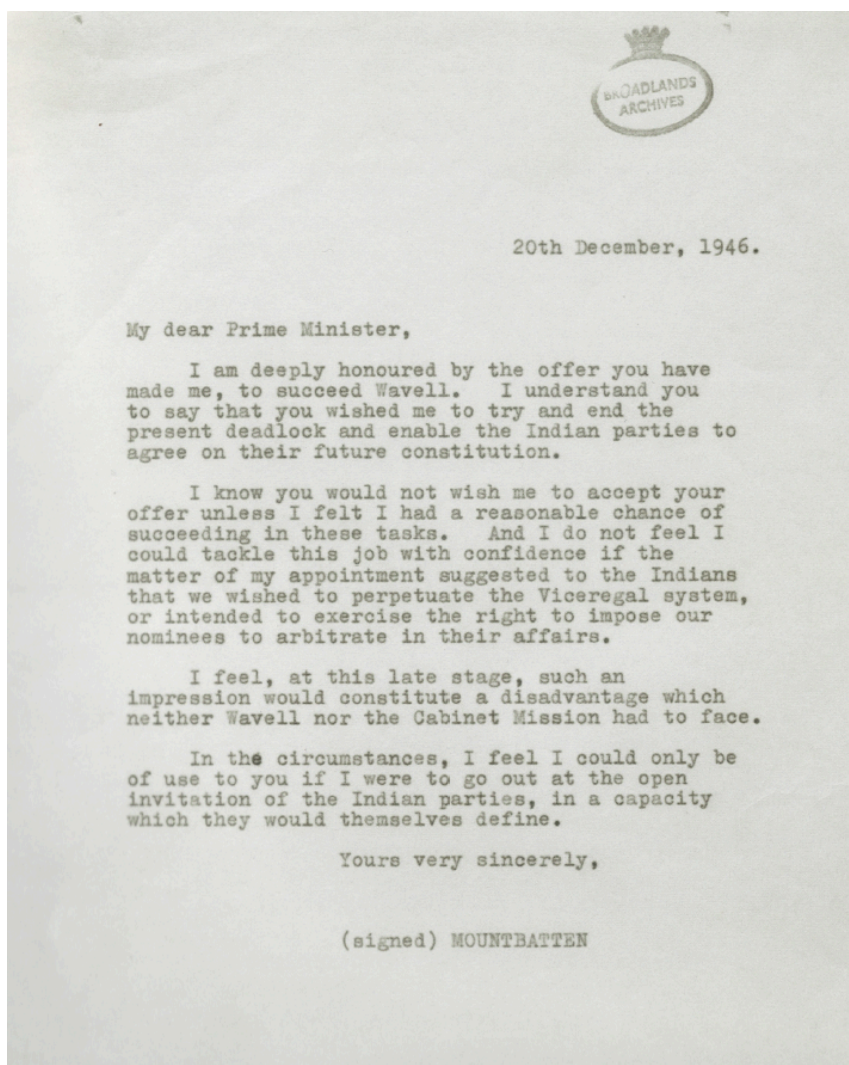 BROADLANDS
ARCHIVES
20th December, 1946.
My dear Prime Minister,
I am deeply honoured by the offer you have
made me, to succeed Wavell. I understand you
to say that you wished me to try and end the
present deadlock and enable the Indian parties to
agree on their future constitution.
I know you would not wish me to accept your
offer unless I felt I had a reasonable chance of
succeeding in these tasks. And I do not feel I
could tackle this job with confidence if the
matter of my appointment suggested to the Indians
that we wished to perpetuate the Viceregal system,
or intended to exercise the right to impose our
nominees to arbitrate in their affairs.
I feel, at this late stage, such an
impression would constitute a disadvantage which
neither Wavell nor the Cabinet Mission had to face.
In the circumstances, I feel I could only be
of use to you if I were to go out at the open
invitation of the Indian parties, in a capacity
which they would themselves define.
Yours very sincerely,
(signed) MOUNTBATTEN